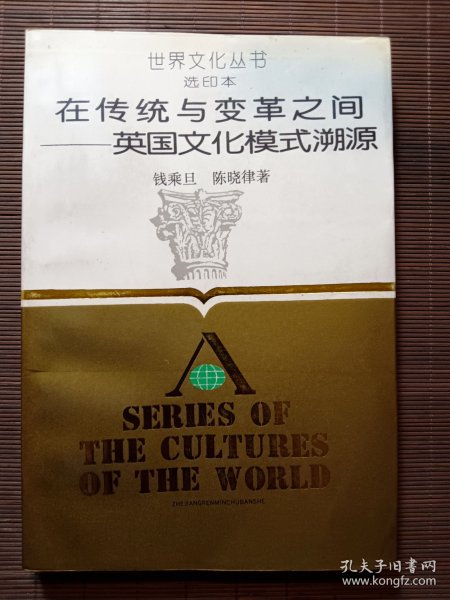 世界文化丛书
选印本
在传统与变革之间
——英国文化模式溯源
钱乘旦 陈晓律著
A
SERIES OF
THE CULTURES
OF THE WORLD
ZHEJIANGRENMINCHUBANSHE
孔夫子旧书网
www.kongfz.com